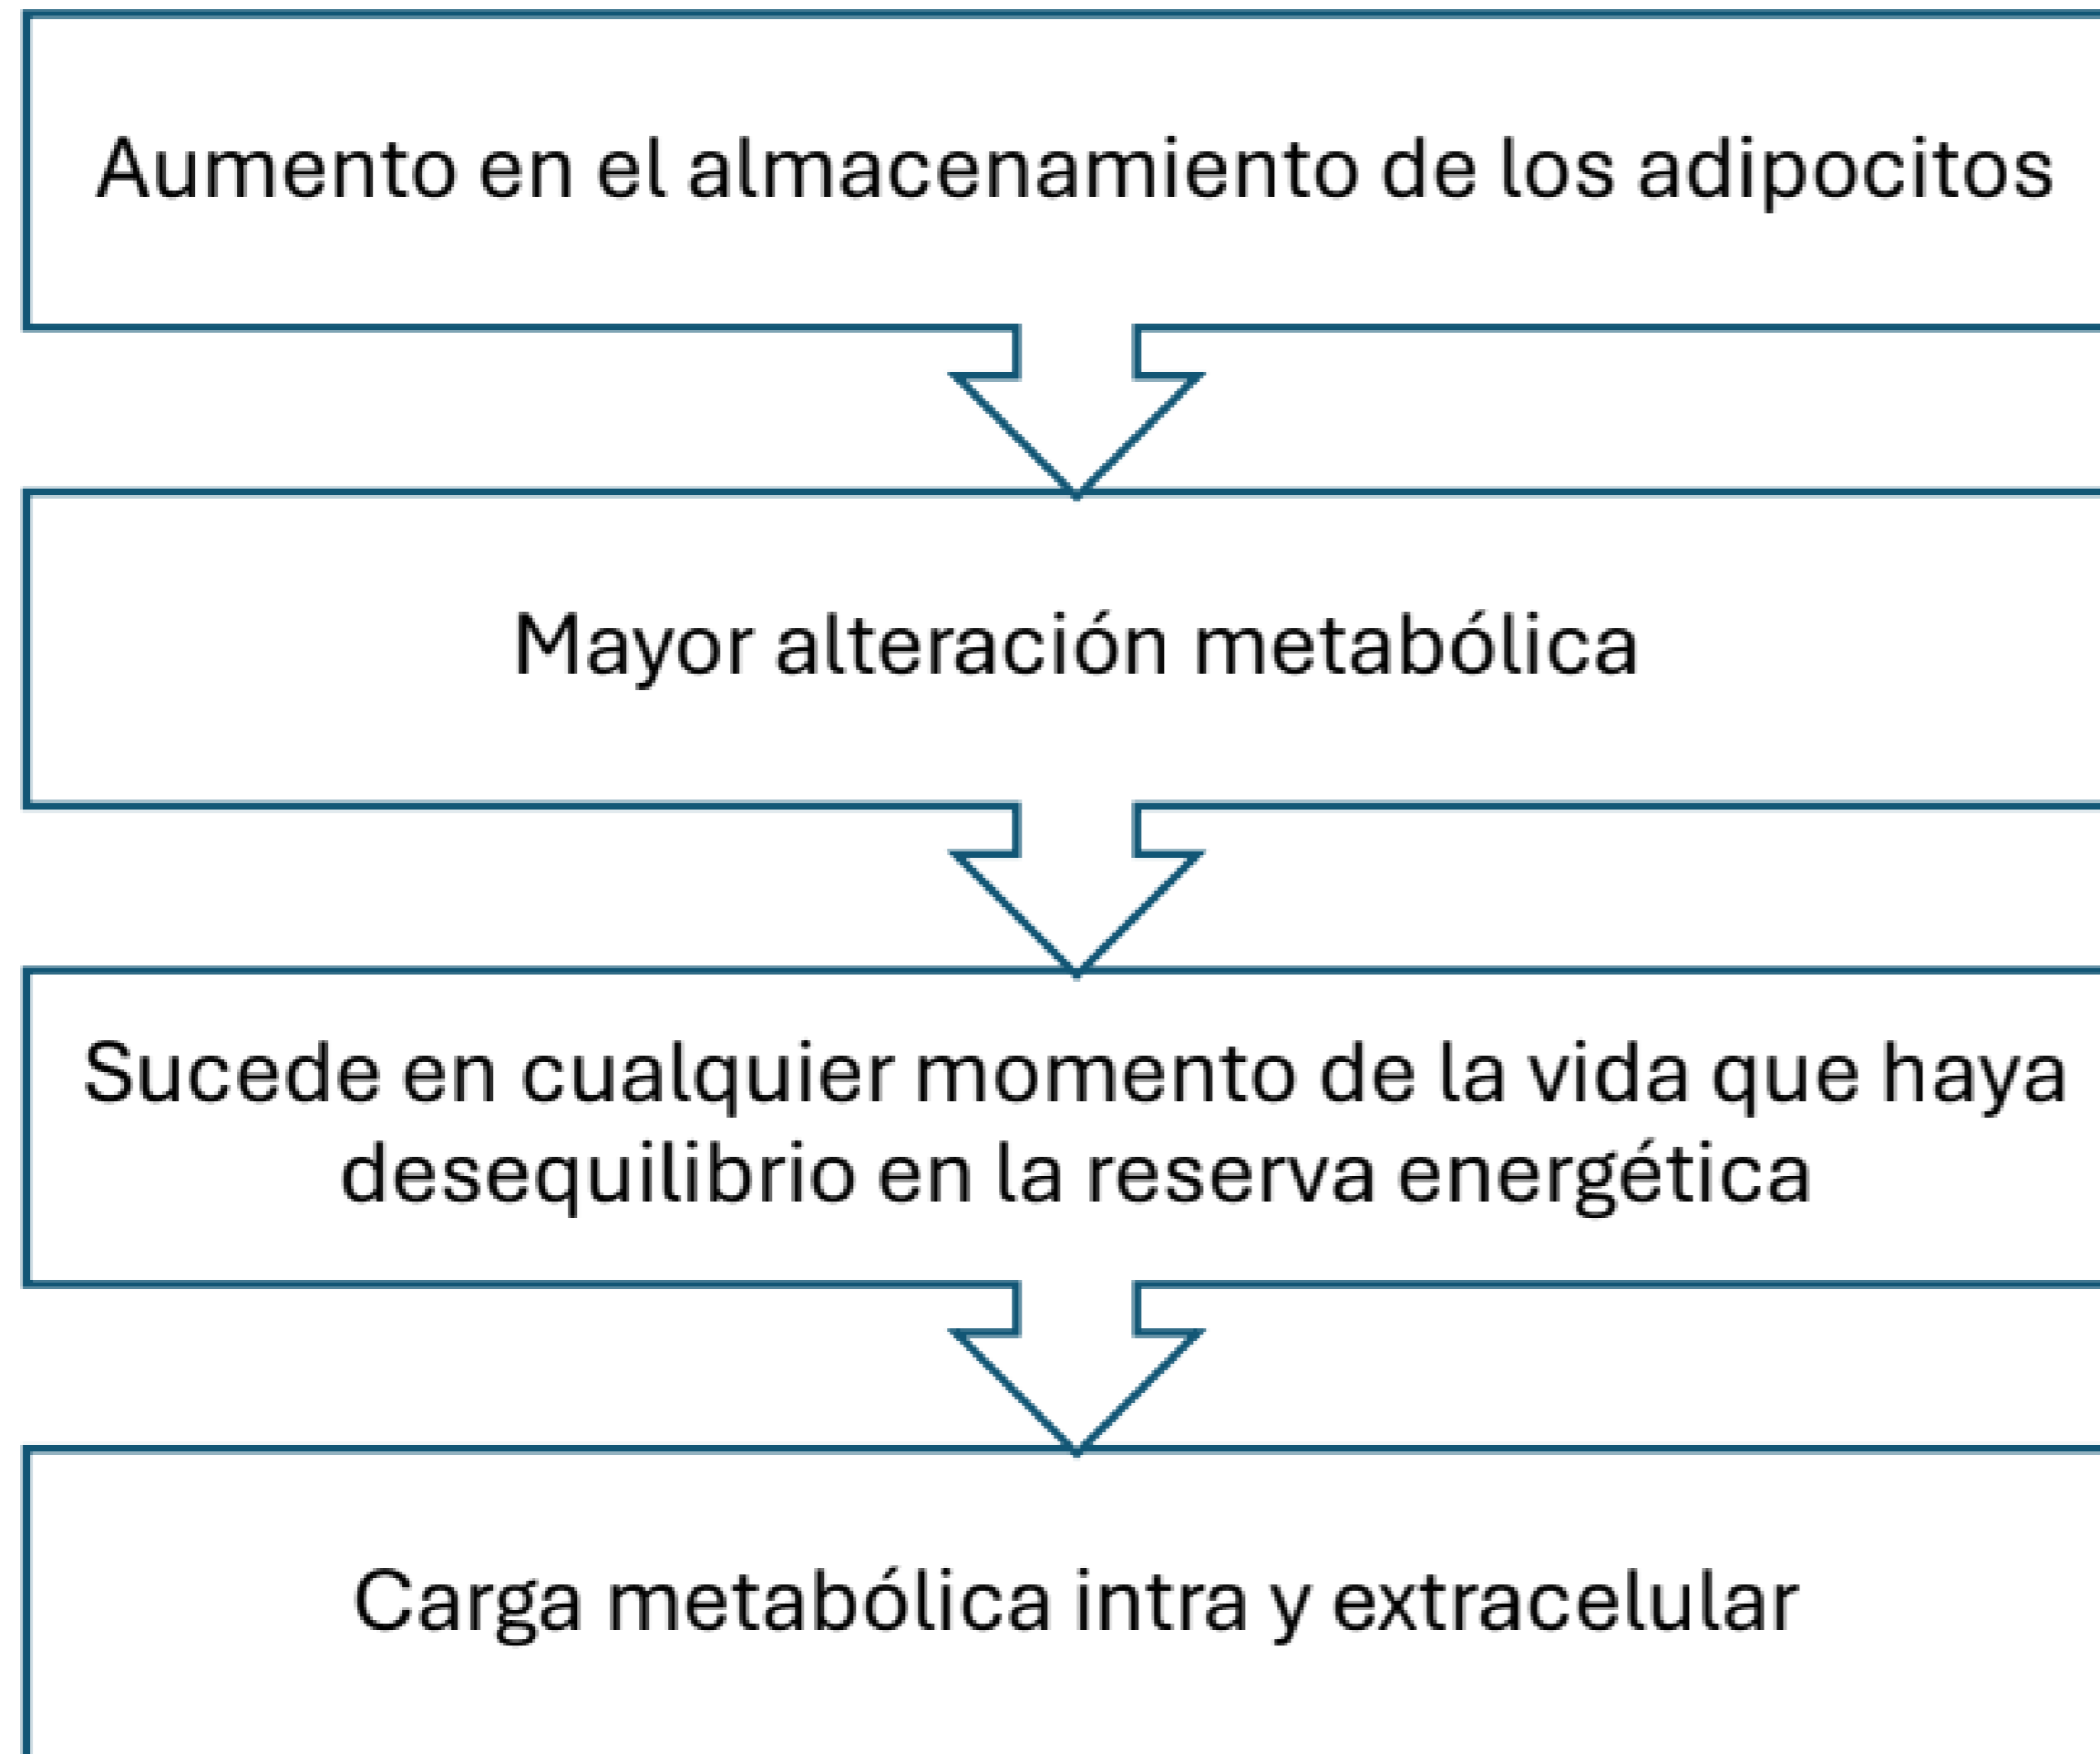 Aumento en el almacenamiento de los adipocitos
Mayor alteración metabólica
Sucede en cualquier momento de la vida que haya
desequilibrio en la reserva energética
Carga metabólica intra y extracelular